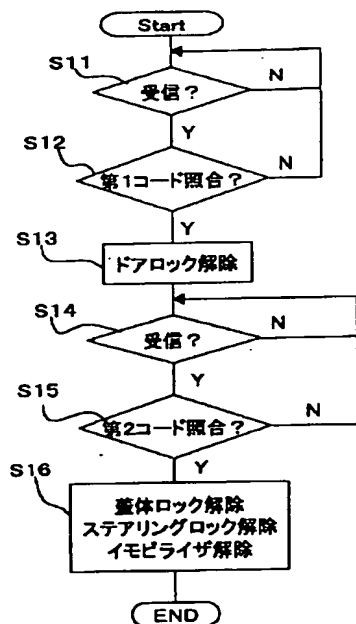 Start
S11
受信？
N
Y
S12
第1コード照合？
N
Y
S13
ドアロック解除
S14
受信？
N
Y
S15
第2コード照合？
N
Y
S16
蓋体ロック解除
ステアリングロック解除
イモビライザ解除
END